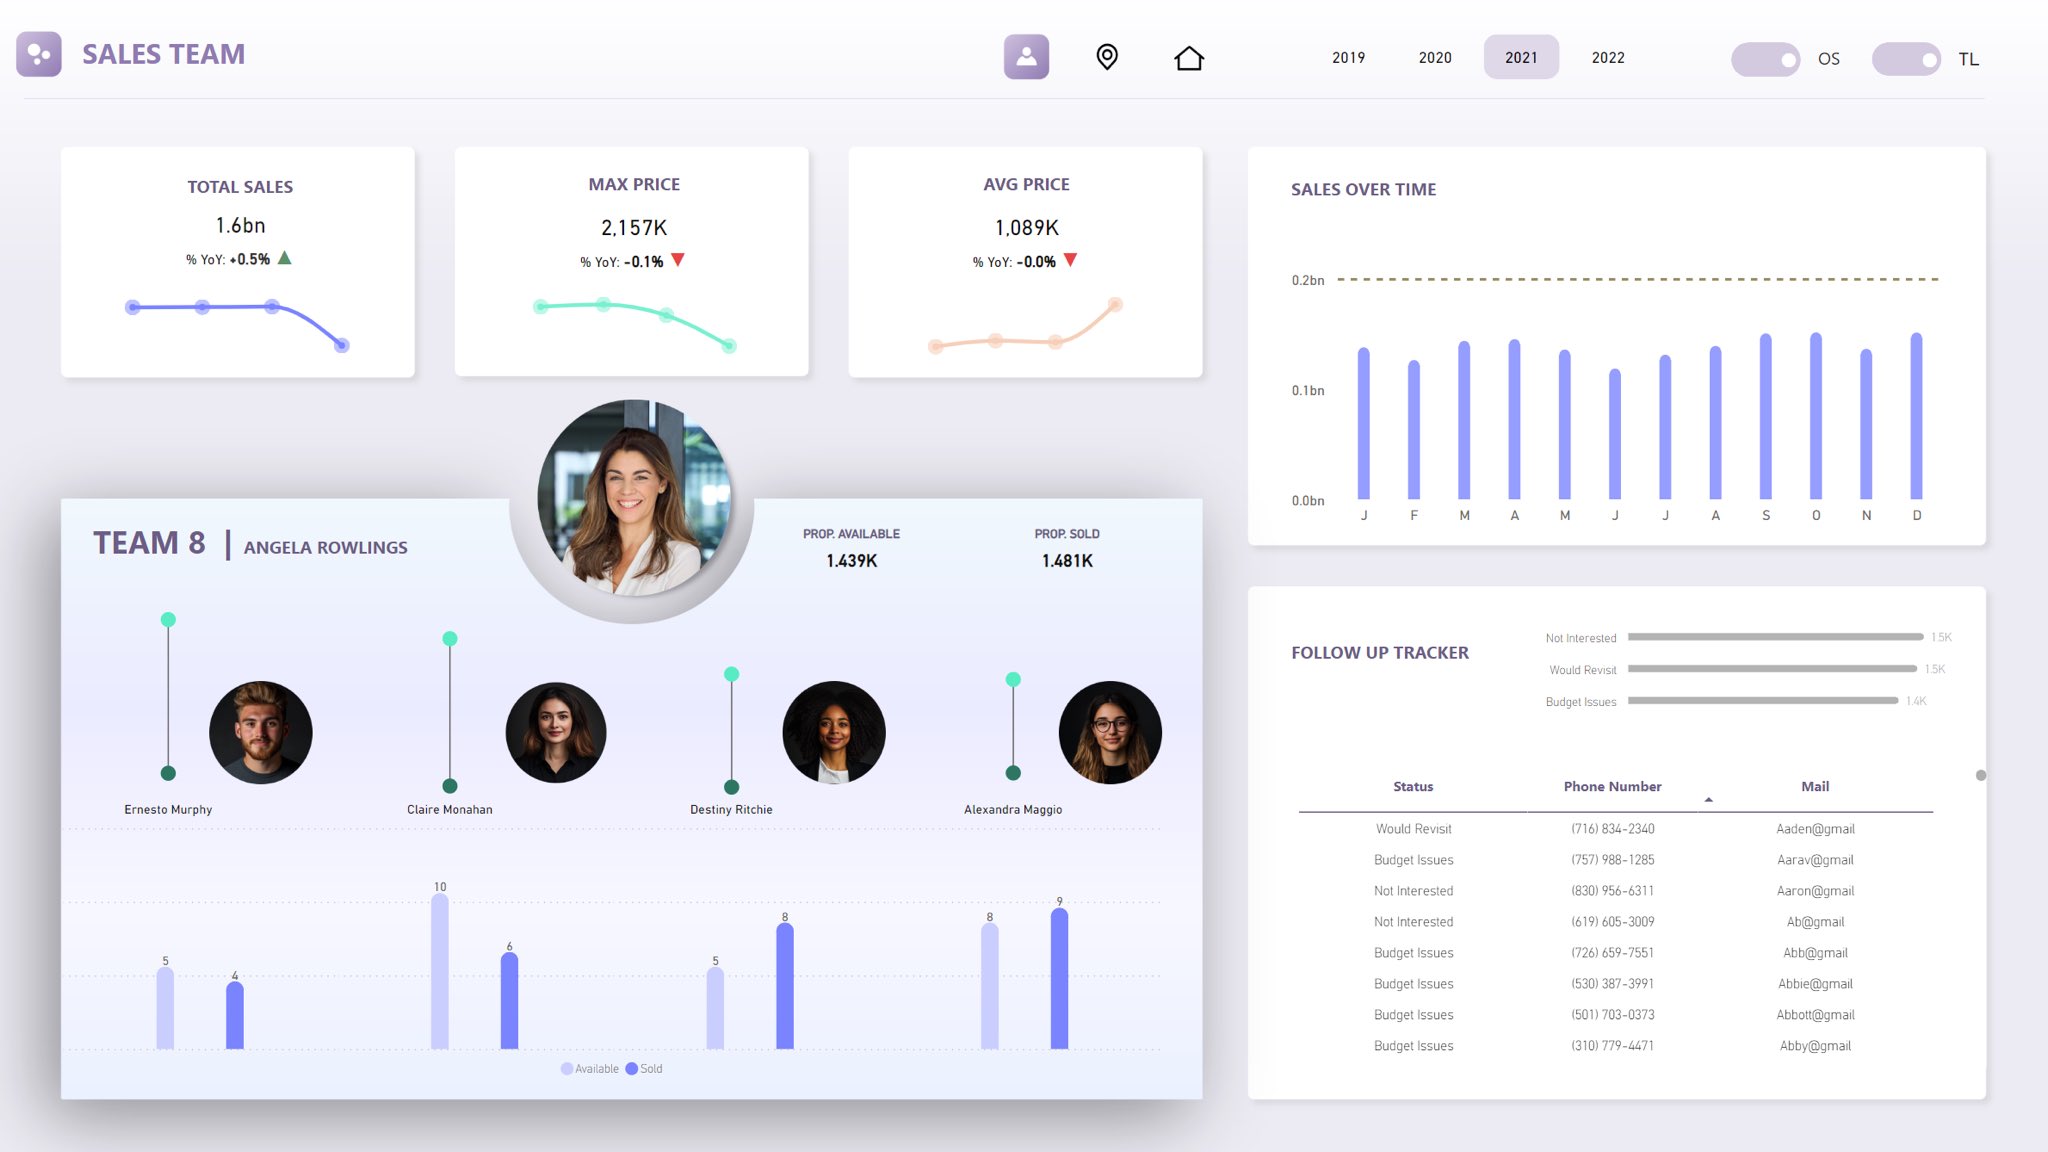 SALES TEAM
2019 2020 2021 2022
OS TL
TOTAL SALES
1.6bn
% YoY: +0.5%
MAX PRICE
2,157K
% YoY: -0.1%
AVG PRICE
1,089K
% YoY: -0.0%
SALES OVER TIME
0.2bn
0.1bn
0.0bn
J F M A M J J A S O N D
TEAM 8 | ANGELA ROWLINGS
PROP. AVAILABLE
1.439K
PROP. SOLD
1.481K
Ernesto Murphy
Claire Monahan
Destiny Ritchie
Alexandra Maggio
5 4 10 6 5 8 8 9
Available Sold
FOLLOW UP TRACKER
Not Interested 1.5K
Would Revisit 1.5K
Budget Issues 1.4K
Status Phone Number Mail
Would Revisit (716) 834-2340 Aaden@gmail
Budget Issues (757) 988-1285 Aarav@gmail
Not Interested (830) 956-6311 Aaron@gmail
Not Interested (619) 605-3009 Ab@gmail
Budget Issues (726) 659-7551 Abb@gmail
Budget Issues (530) 387-3991 Abbie@gmail
Budget Issues (501) 703-0373 Abbott@gmail
Budget Issues (310) 779-4471 Abby@gmail